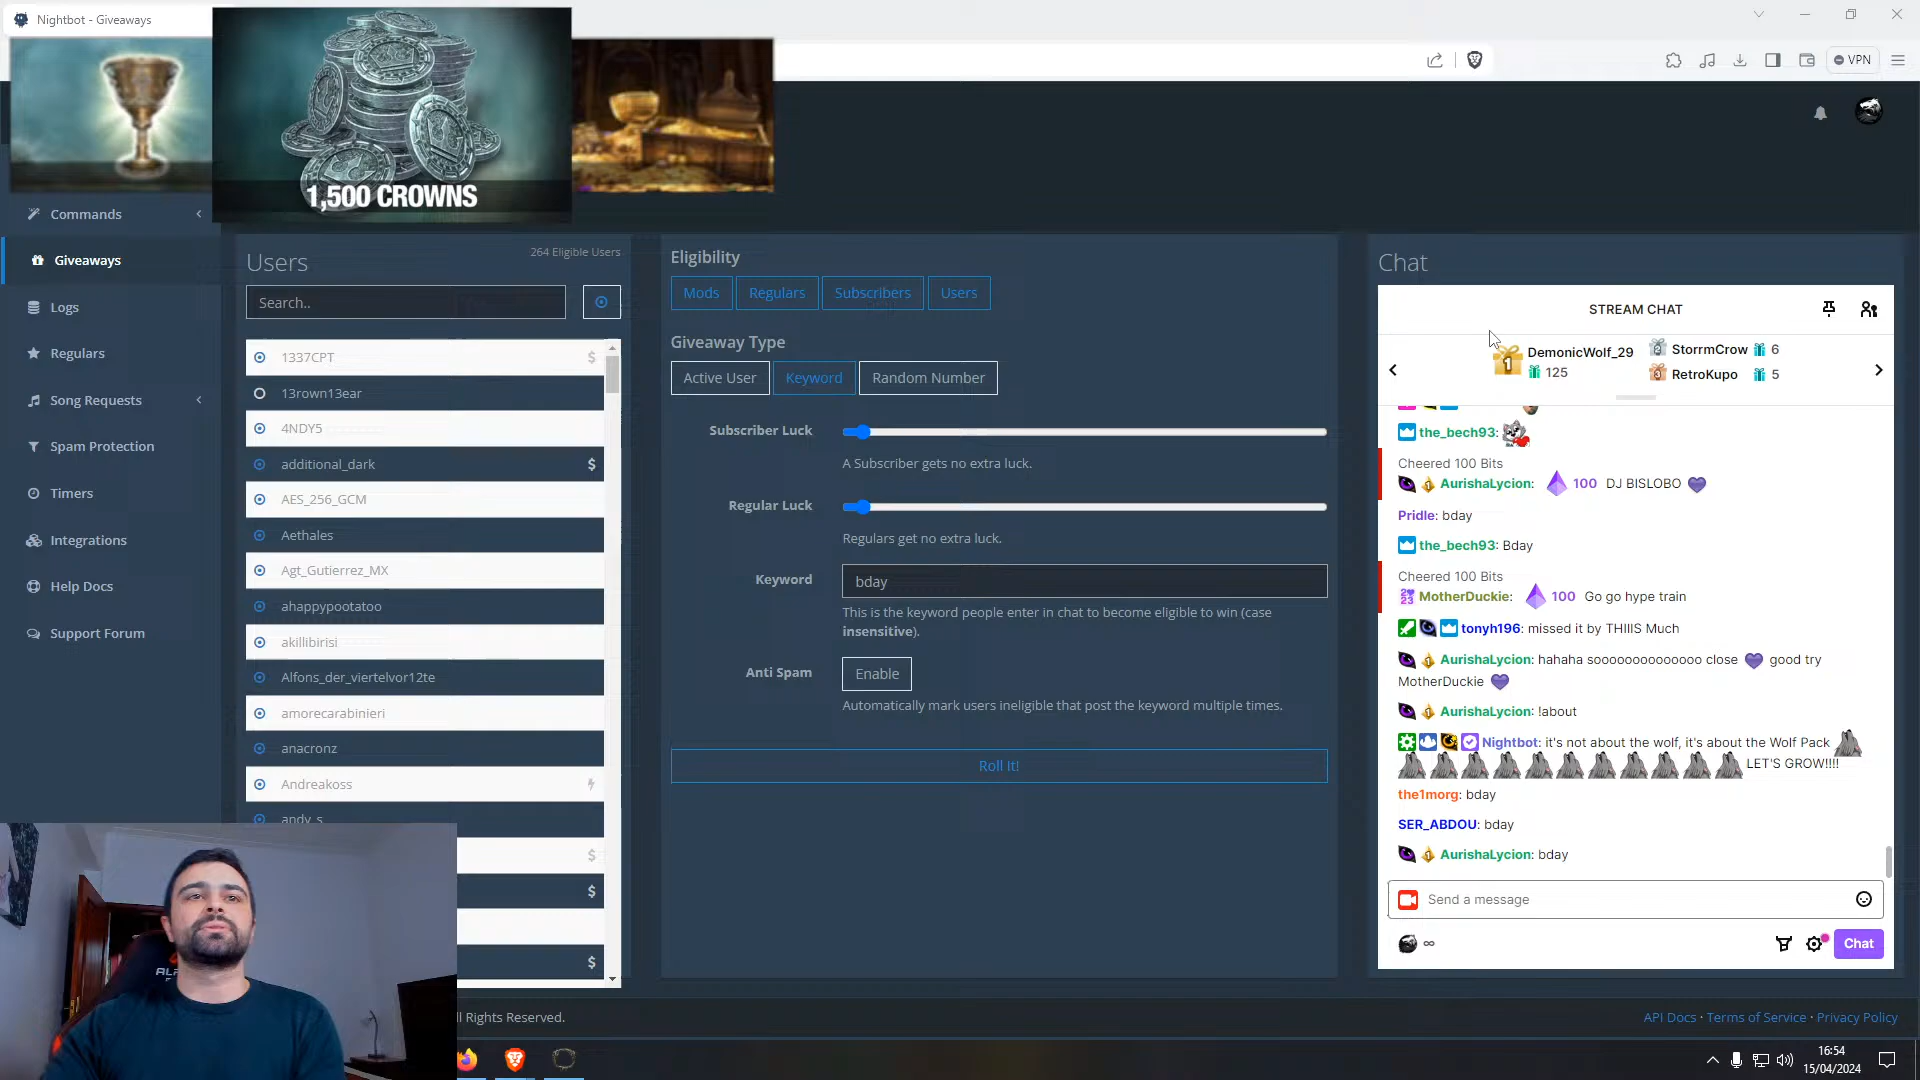 Nightbot - Giveaways
VPN
1,500 CROWNS
Commands
Giveaways
Logs
Regulars
Song Requests
Spam Protection
Timers
Integrations
Help Docs
Support Forum
Users
264 Eligible Users
Search..
1337CPT $
13rown13ear
4NDY5
additional_dark $
AES_256_GCM
Aethales
Agt_Gutierrez_MX
ahappypootatoo
akillibirisi
Alfons_der_viertelvor12te
amorecarabinieri
anacronz
Andreakoss
andy_s
$
$
$
ll Rights Reserved.
Eligibility
Mods Regulars Subscribers Users
Giveaway Type
Active User Keyword Random Number
Subscriber Luck
A Subscriber gets no extra luck.
Regular Luck
Regulars get no extra luck.
Keyword bday
This is the keyword people enter in chat to become eligible to win (case
insensitive).
Anti Spam Enable
Automatically mark users ineligible that post the keyword multiple times.
Roll It!
Chat
STREAM CHAT
1 DemonicWolf_29 125
2 StorrmCrow 6
3 RetroKupo 5
the_bech93:
Cheered 100 Bits
AurishaLycion: 100 DJ BISLOBO
Pridle: bday
the_bech93: Bday
Cheered 100 Bits
MotherDuckie: 100 Go go hype train
tonyh196: missed it by THIIIS Much
AurishaLycion: hahaha soooooooooooooo close good try
MotherDuckie
AurishaLycion: !about
Nightbot: it's not about the wolf, it's about the Wolf Pack
LET'S GROW!!!!
the1morg: bday
SER_ABDOU: bday
AurishaLycion: bday
Send a message
∞
Chat
API Docs · Terms of Service · Privacy Policy
16:54
15/04/2024